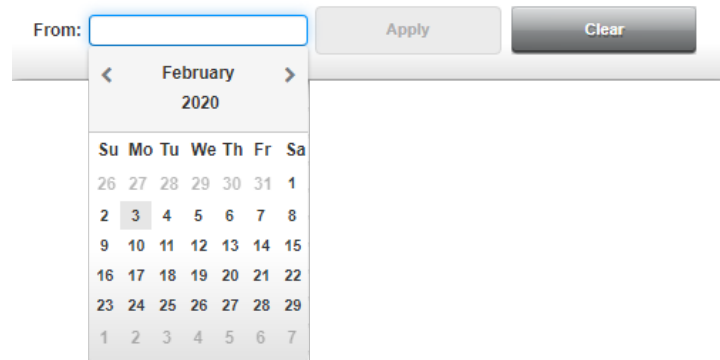 From: Apply Clear
February
2020
Su Mo Tu We Th Fr Sa
26 27 28 29 30 31 1
2 3 4 5 6 7 8
9 10 11 12 13 14 15
16 17 18 19 20 21 22
23 24 25 26 27 28 29
1 2 3 4 5 6 7